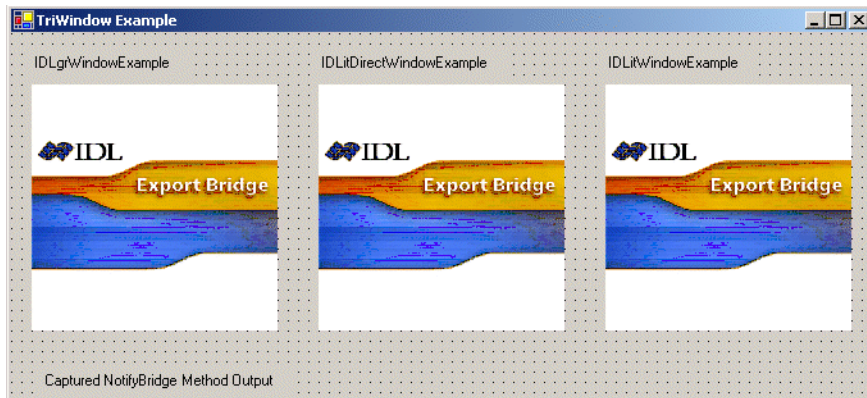 TriWindow Example
IDLgrWindowExample
IDLitDirectWindowExample
IDLitWindowExample
IDL
Export Bridge
IDL
Export Bridge
IDL
Export Bridge
Captured NotifyBridge Method Output